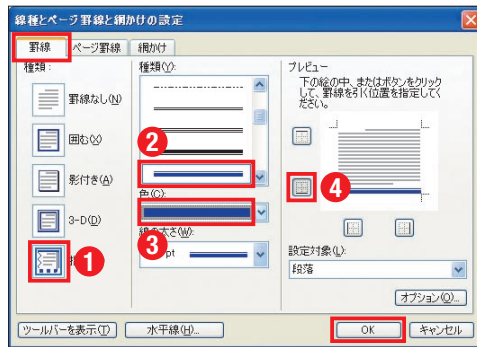 線種とページ罫線と網かけの設定
罫線 ページ罫線 網かけ
種類: 種類(Y): プレビュー
下の絵の中、またはボタンをクリック
して、罫線を引く位置を指定してく
ださい。
罫線なし(N)
囲む(X)
影付き(A)
3-D(D)
1
2
色(C):
3
線の太さ(W):
pt
4
設定対象(L):
段落
オプション(O)...
ツールバーを表示(T) 水平線(H)... OK キャンセル